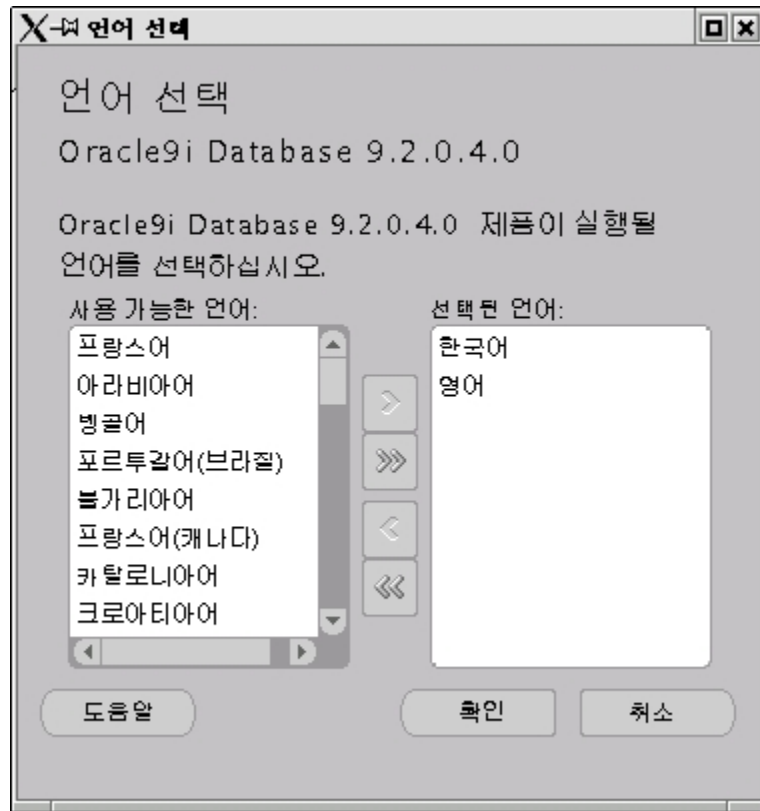 언어 선택
언어 선택
Oracle9i Database 9.2.0.4.0
Oracle9i Database 9.2.0.4.0 제품이 실행될
언어를 선택하십시오.
사용 가능한 언어:
프랑스어
아라비아어
벵골어
포르투갈어(브라질)
불가리아어
프랑스어(캐나다)
카탈로니아어
크로아티아어
선택된 언어:
한국어
영어
도움말
확인
취소